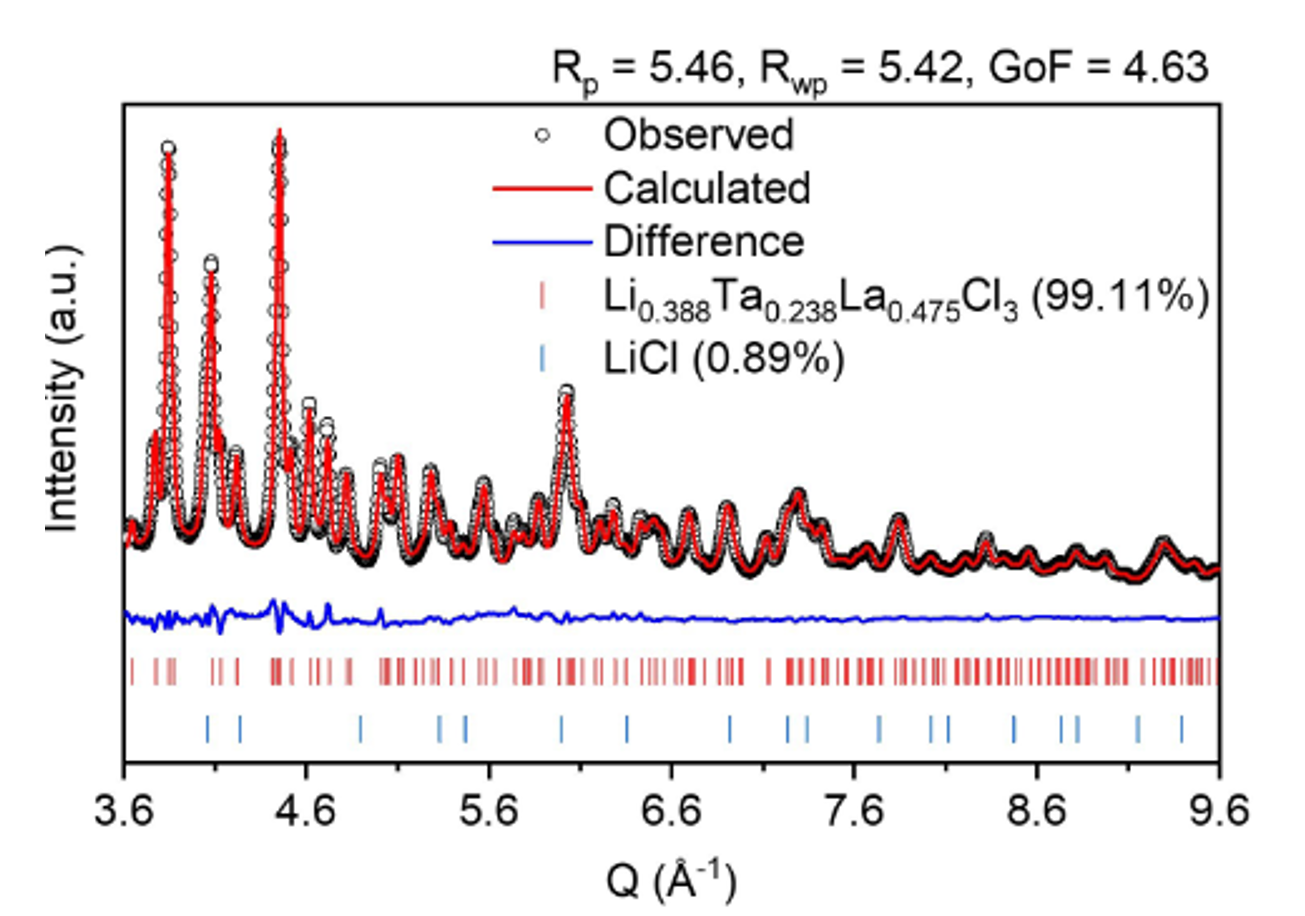 Rp = 5.46, Rwp = 5.42, GoF = 4.63
Observed
Calculated
Difference
Li0.388Ta0.238La0.475Cl3 (99.11%)
LiCl (0.89%)
Inttensity (a.u.)
3.6 4.6 5.6 6.6 7.6 8.6 9.6
Q (Å-1)